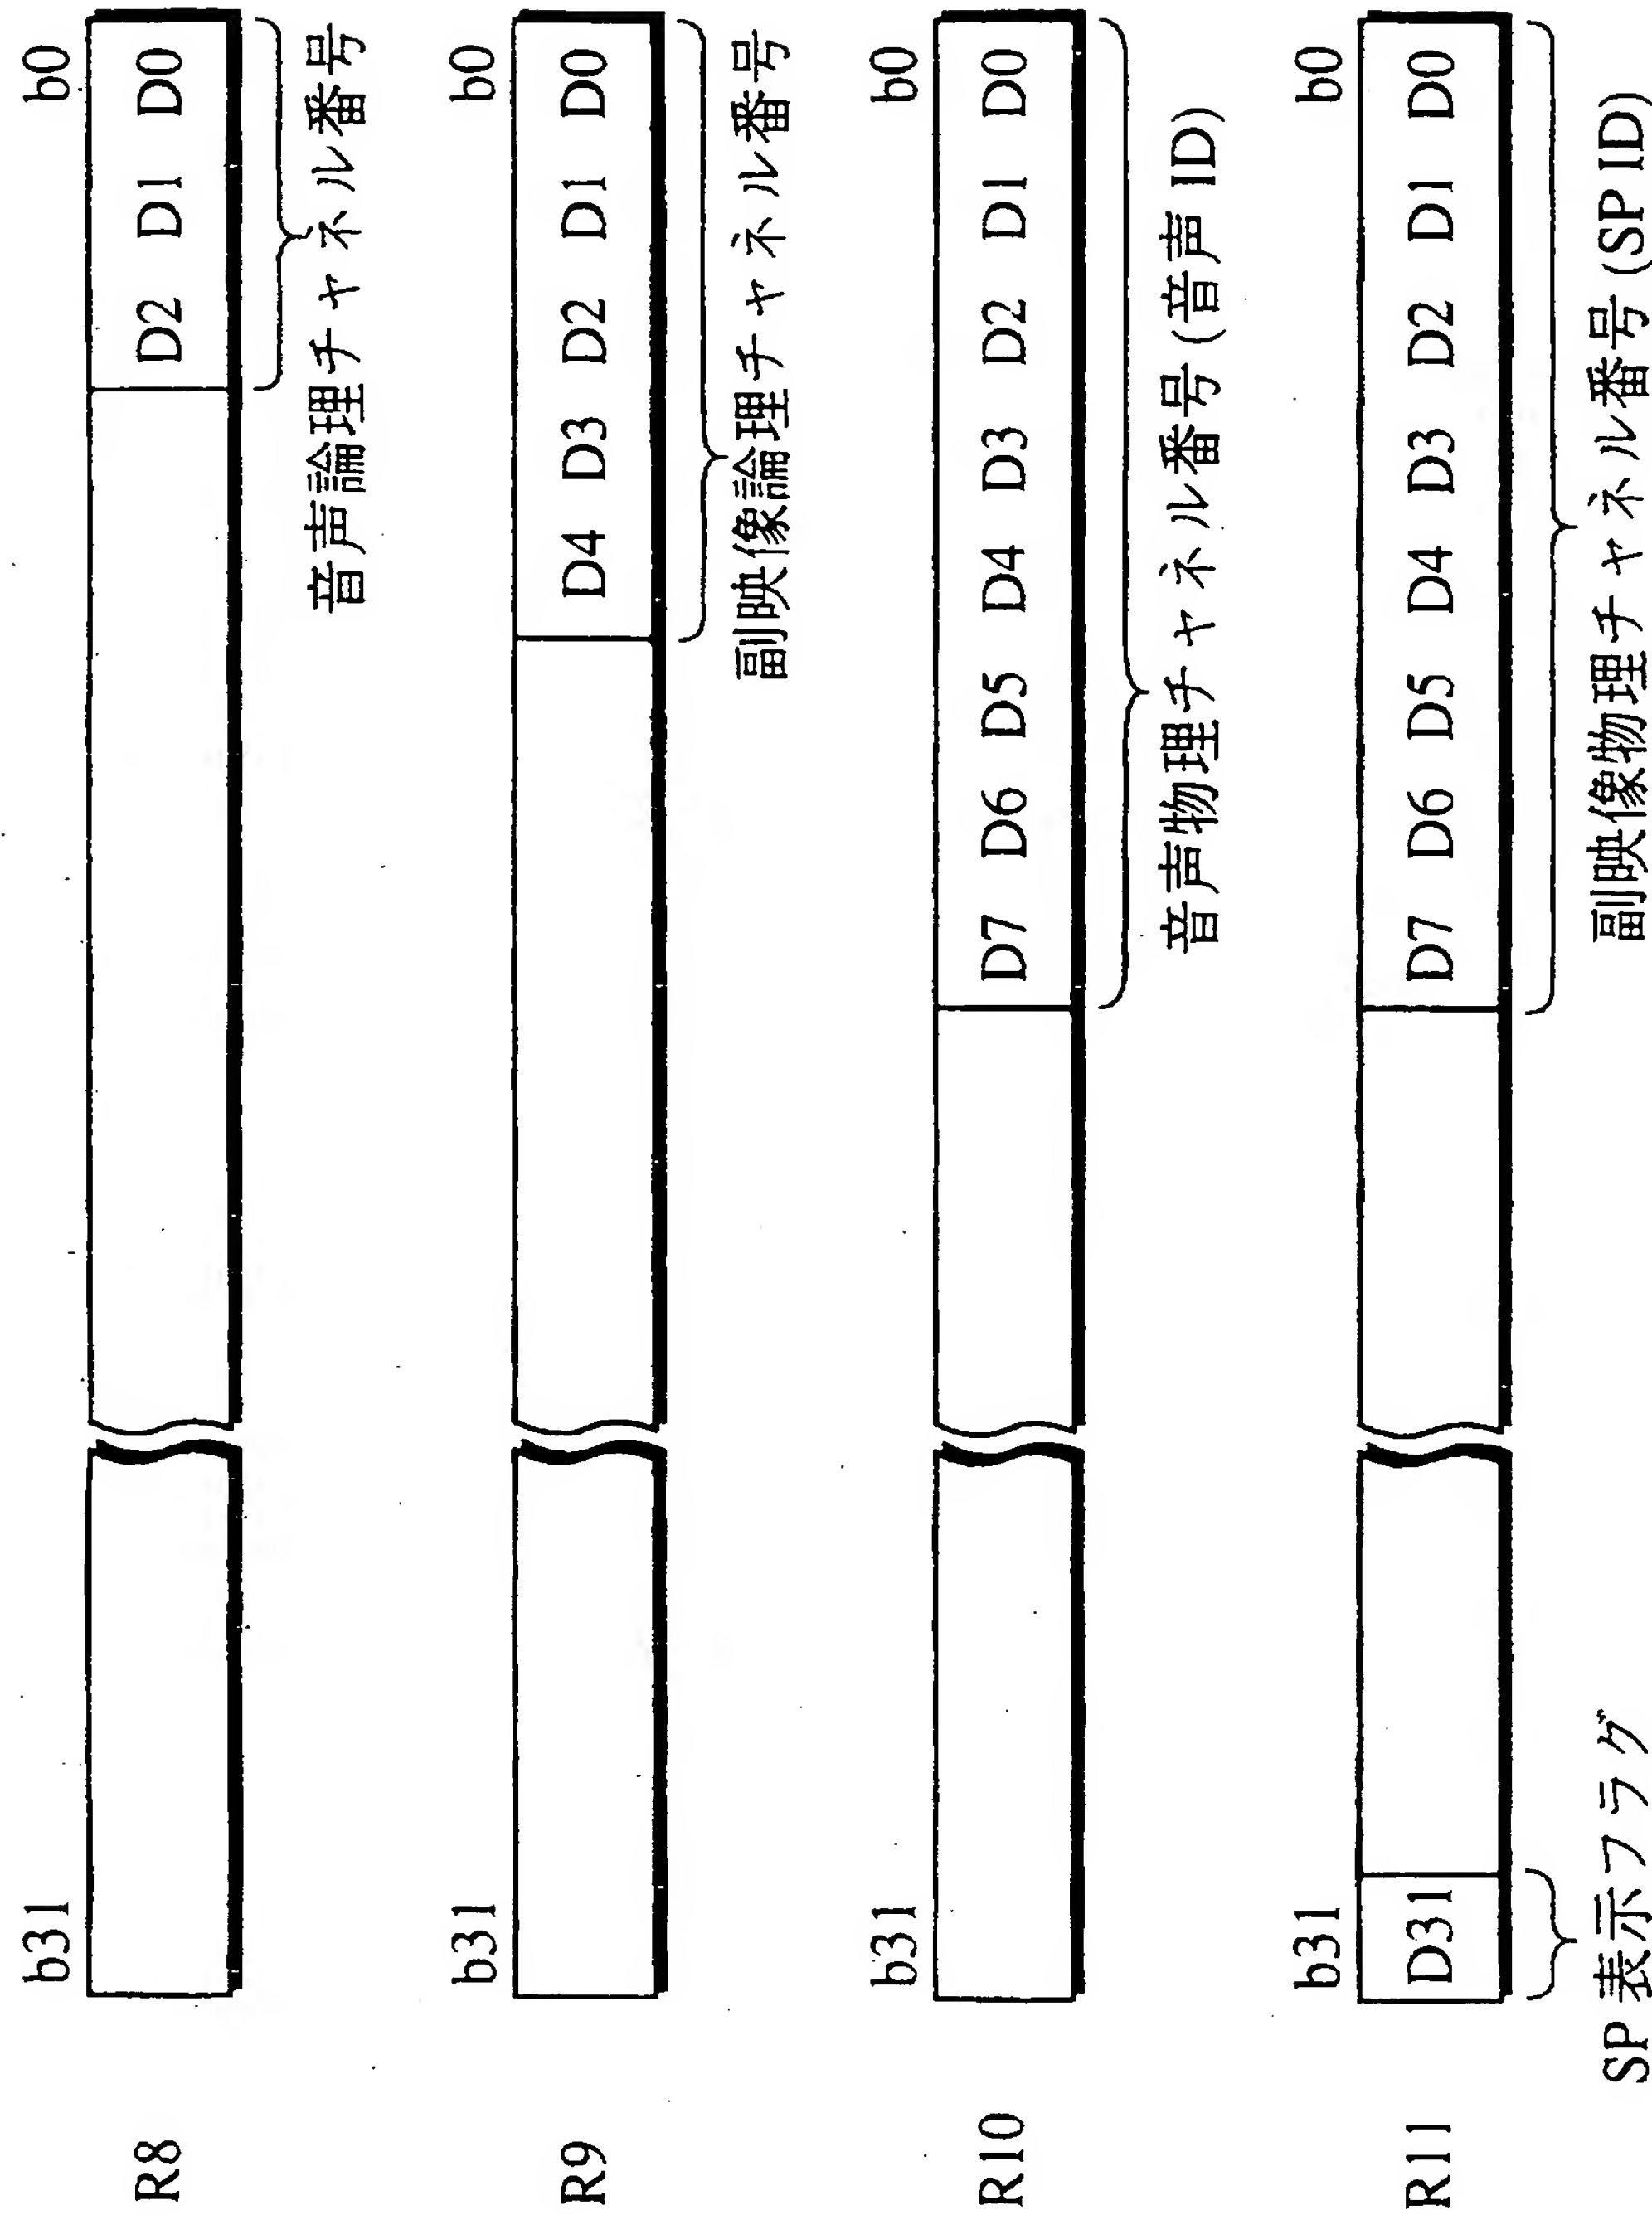 b31 b0
R8 D2 D1 D0
音声論理チャネル番号
b31 b0
R9 D4 D3 D2 D1 D0
副映像論理チャネル番号
b31 b0
R10 D7 D6 D5 D4 D3 D2 D1 D0
音声物理チャネル番号 (音声 ID)
b31 b0
R11 D31 D7 D6 D5 D4 D3 D2 D1 D0
SP 表示フラグ 副映像物理チャネル番号 (SP ID)